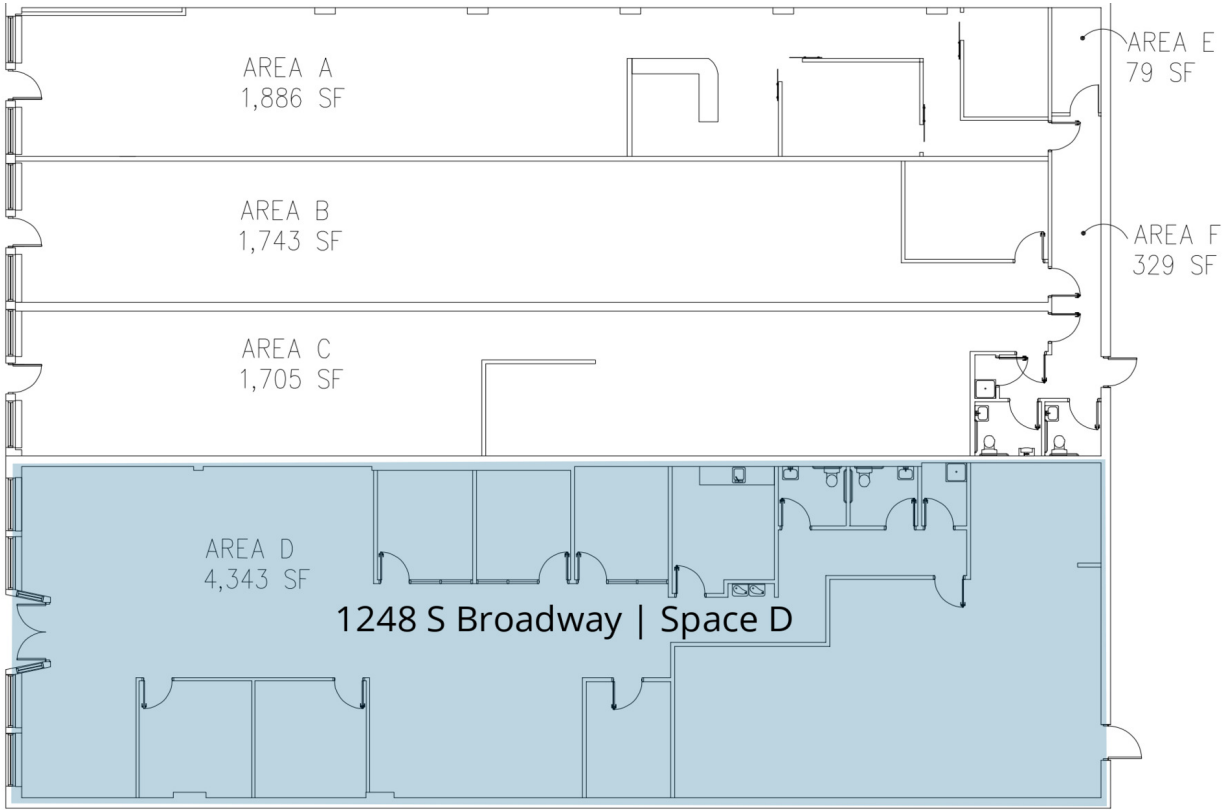 AREA A
1,886 SF
AREA E
79 SF
AREA B
1,743 SF
AREA F
329 SF
AREA C
1,705 SF
AREA D
4,343 SF
1248 S Broadway | Space D